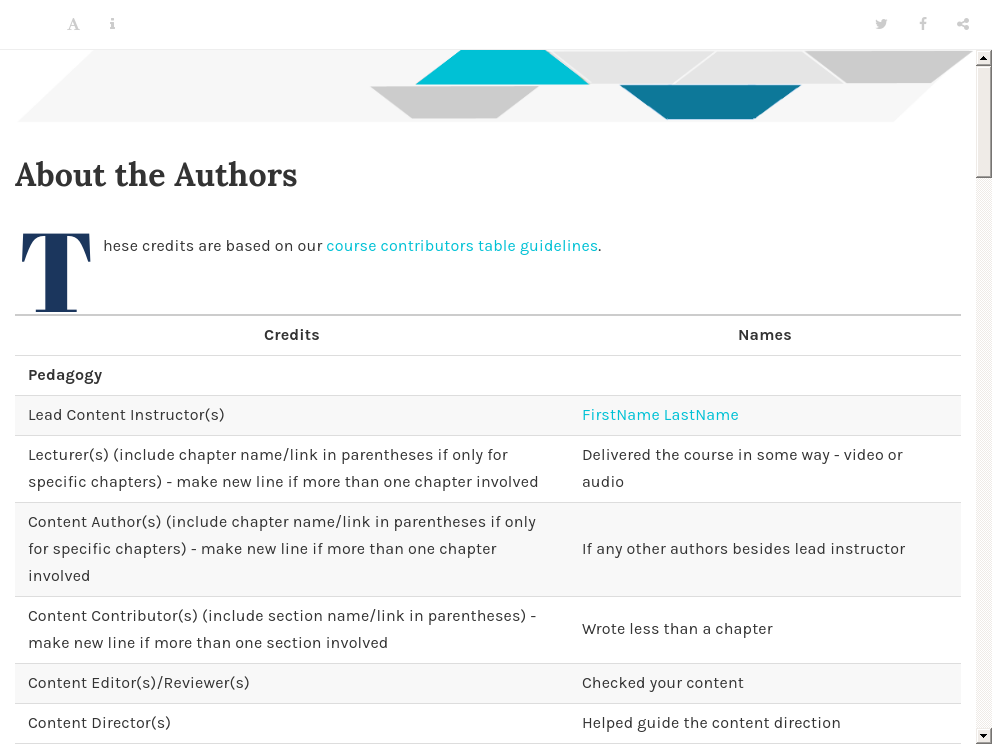 About the Authors
These credits are based on our course contributors table guidelines.
Credits Names
Pedagogy
Lead Content Instructor(s) FirstName LastName
Lecturer(s) (include chapter name/link in parentheses if only for
specific chapters) - make new line if more than one chapter involved
Delivered the course in some way - video or
audio
Content Author(s) (include chapter name/link in parentheses if only
for specific chapters) - make new line if more than one chapter
involved
If any other authors besides lead instructor
Content Contributor(s) (include section name/link in parentheses) -
make new line if more than one section involved
Wrote less than a chapter
Content Editor(s)/Reviewer(s) Checked your content
Content Director(s) Helped guide the content direction